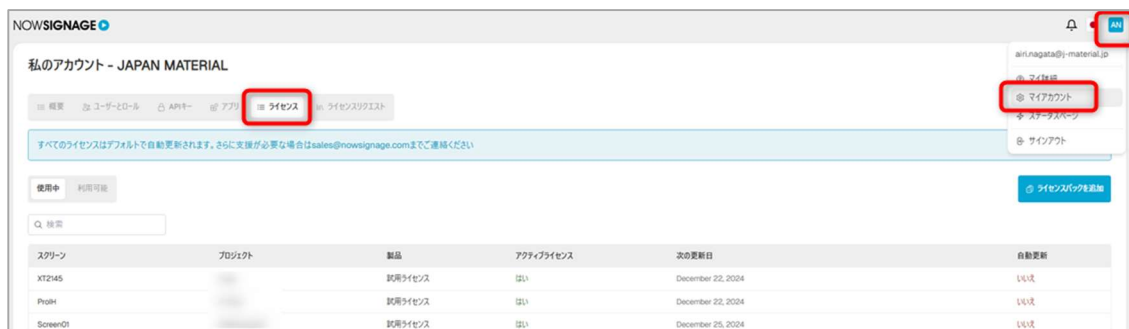 NOWSIGNAGE
AN
私のアカウント - JAPAN MATERIAL
airi.nagata@j-material.jp
マイ詳細
マイアカウント
ステータスページ
サインアウト
概要 ユーザーとロール APIキー アプリ ライセンス ライセンスリクエスト
すべてのライセンスはデフォルトで自動更新されます。さらに支援が必要な場合はsales@nowsignage.comまでご連絡ください
使用中 利用可能
ライセンスパックを追加
検索
スクリーン プロジェクト 製品 アクティブライセンス 次の更新日 自動更新
XT2145 試用ライセンス はい December 22, 2024 いいえ
ProIH 試用ライセンス はい December 22, 2024 いいえ
Screen01 試用ライセンス はい December 25, 2024 いいえ